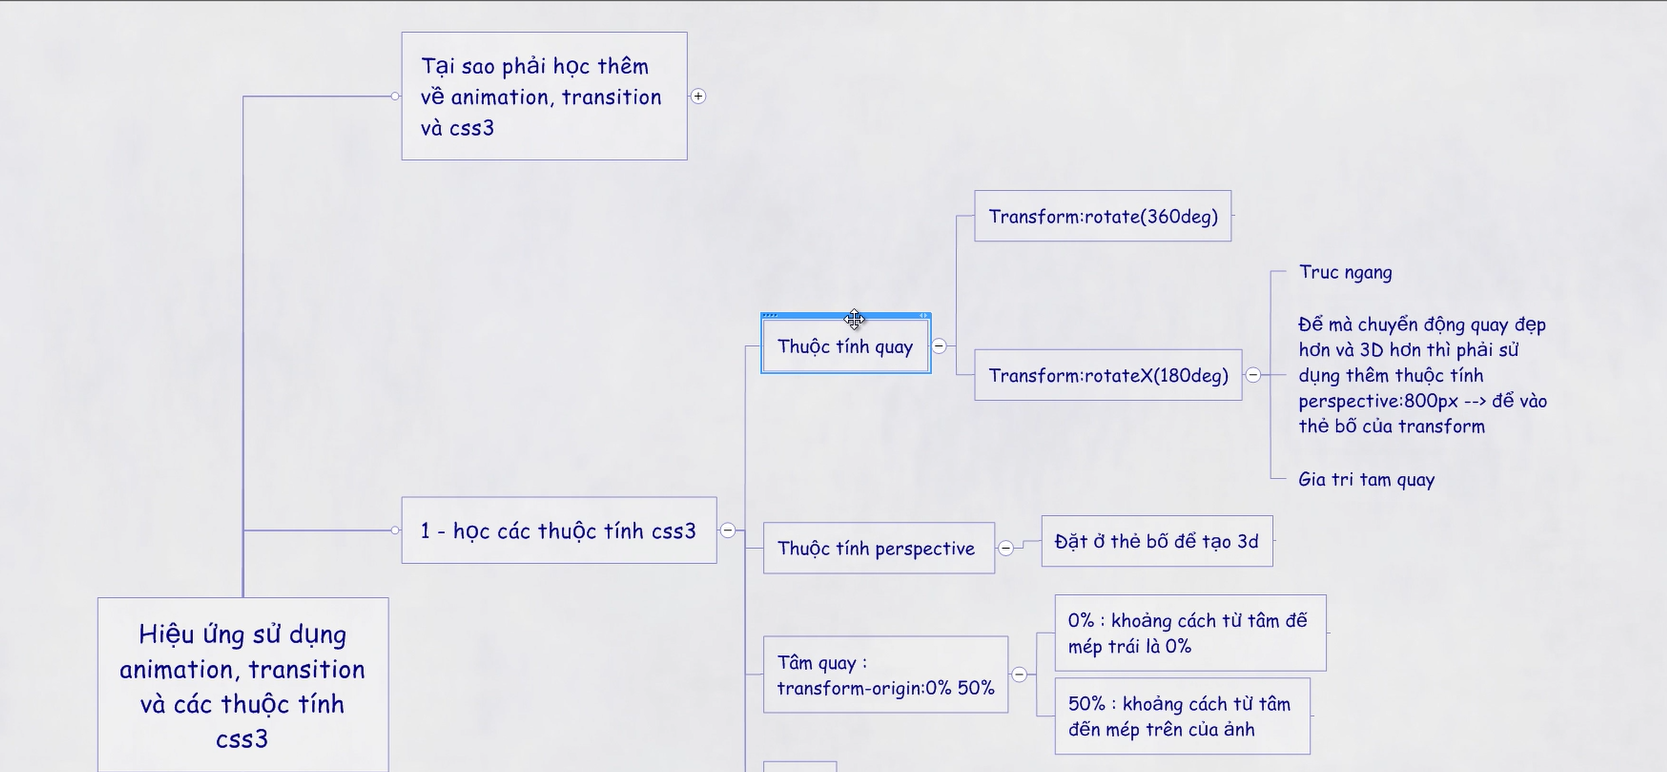 Tại sao phải học thêm
về animation, transition
và css3
Transform:rotate(360deg)
Truc ngang
Để mà chuyển động quay đẹp
hơn và 3D hơn thì phải sử
dụng thêm thuộc tính
perspective:800px --> để vào
thẻ bố của transform
Thuộc tính quay
Transform:rotateX(180deg)
Gia tri tam quay
1 - học các thuộc tính css3
Thuộc tính perspective
Đặt ở thẻ bố để tạo 3d
Hiệu ứng sử dụng
animation, transition
và các thuộc tính
css3
Tâm quay :
transform-origin:0% 50%
0% : khoảng cách từ tâm đế
mép trái là 0%
50% : khoảng cách từ tâm
đến mép trên của ảnh